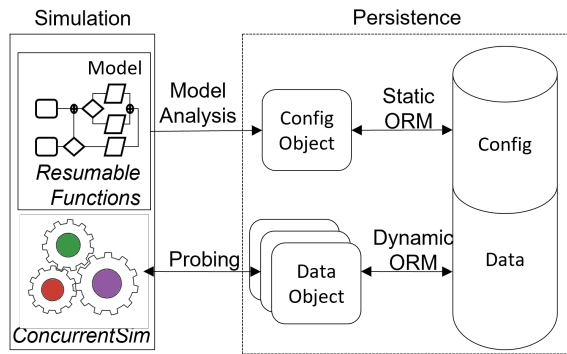 Simulation
Persistence
Model
Resumable
Functions
Model
Analysis
Config
Object
Static
ORM
Config
ConcurrentSim
Probing
Data
Object
Dynamic
ORM
Data